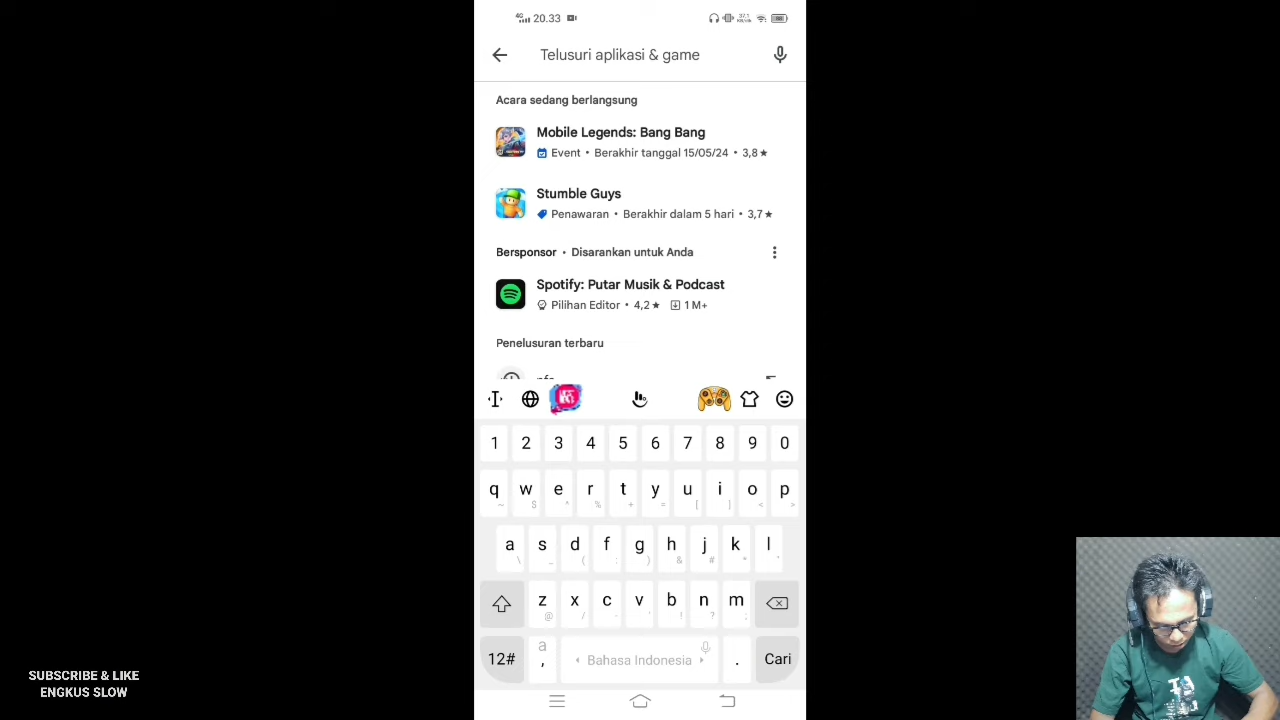 4G 20.33
Telusuri aplikasi & game
Acara sedang berlangsung
Mobile Legends: Bang Bang
Event • Berakhir tanggal 15/05/24 • 3,8★
Stumble Guys
Penawaran • Berakhir dalam 5 hari • 3,7★
Bersponsor • Disarankan untuk Anda
Spotify: Putar Musik & Podcast
Pilihan Editor • 4,2★ 1 M+
Penelusuran terbaru
1 2 3 4 5 6 7 8 9 0
q w e r t y u i o p
a s d f g h j k l
z x c v b n m
12# , Bahasa Indonesia . Cari
SUBSCRIBE & LIKE
ENGKUS SLOW